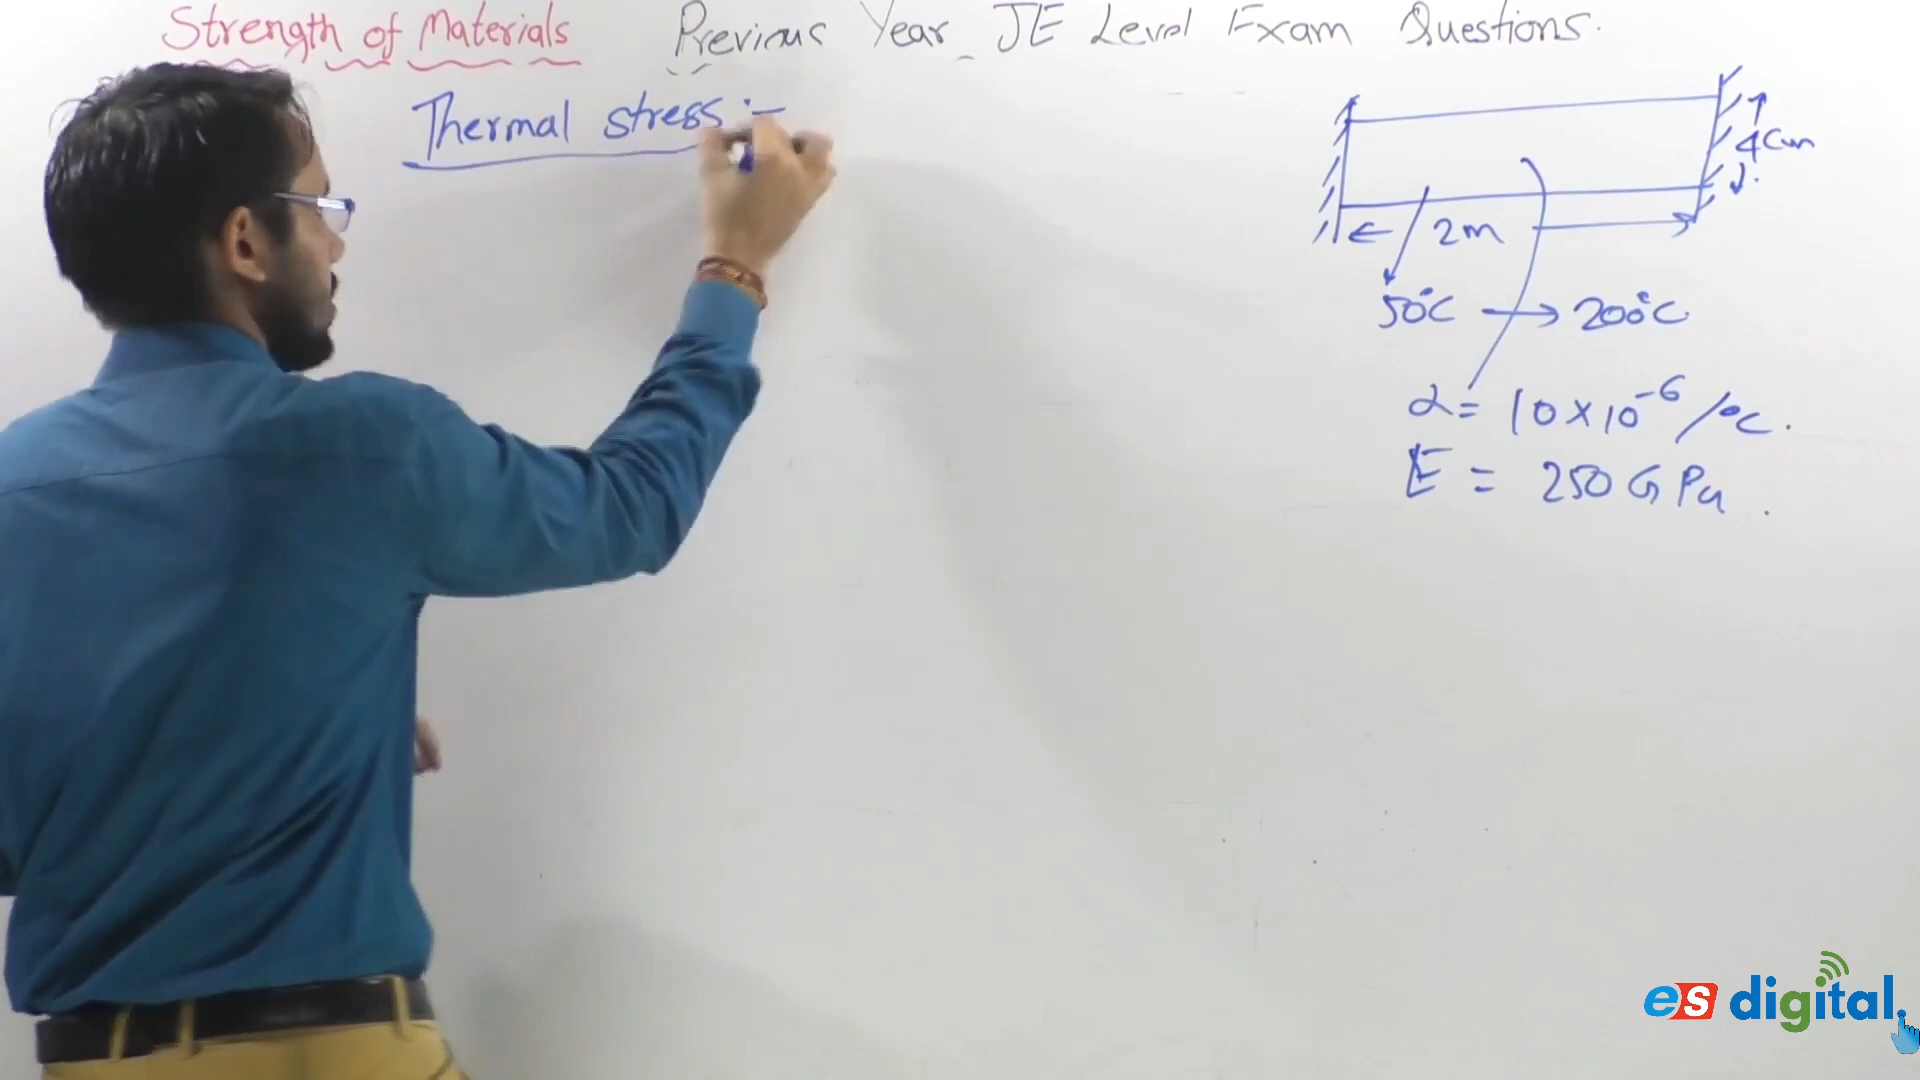 Strength of Materials Previous Year JE Level Exam Questions.
Thermal stress :-
4cm
2m
50°C → 200°C
α = 10 × 10⁻⁶ /°C.
E = 250 G Pa.
es digital.